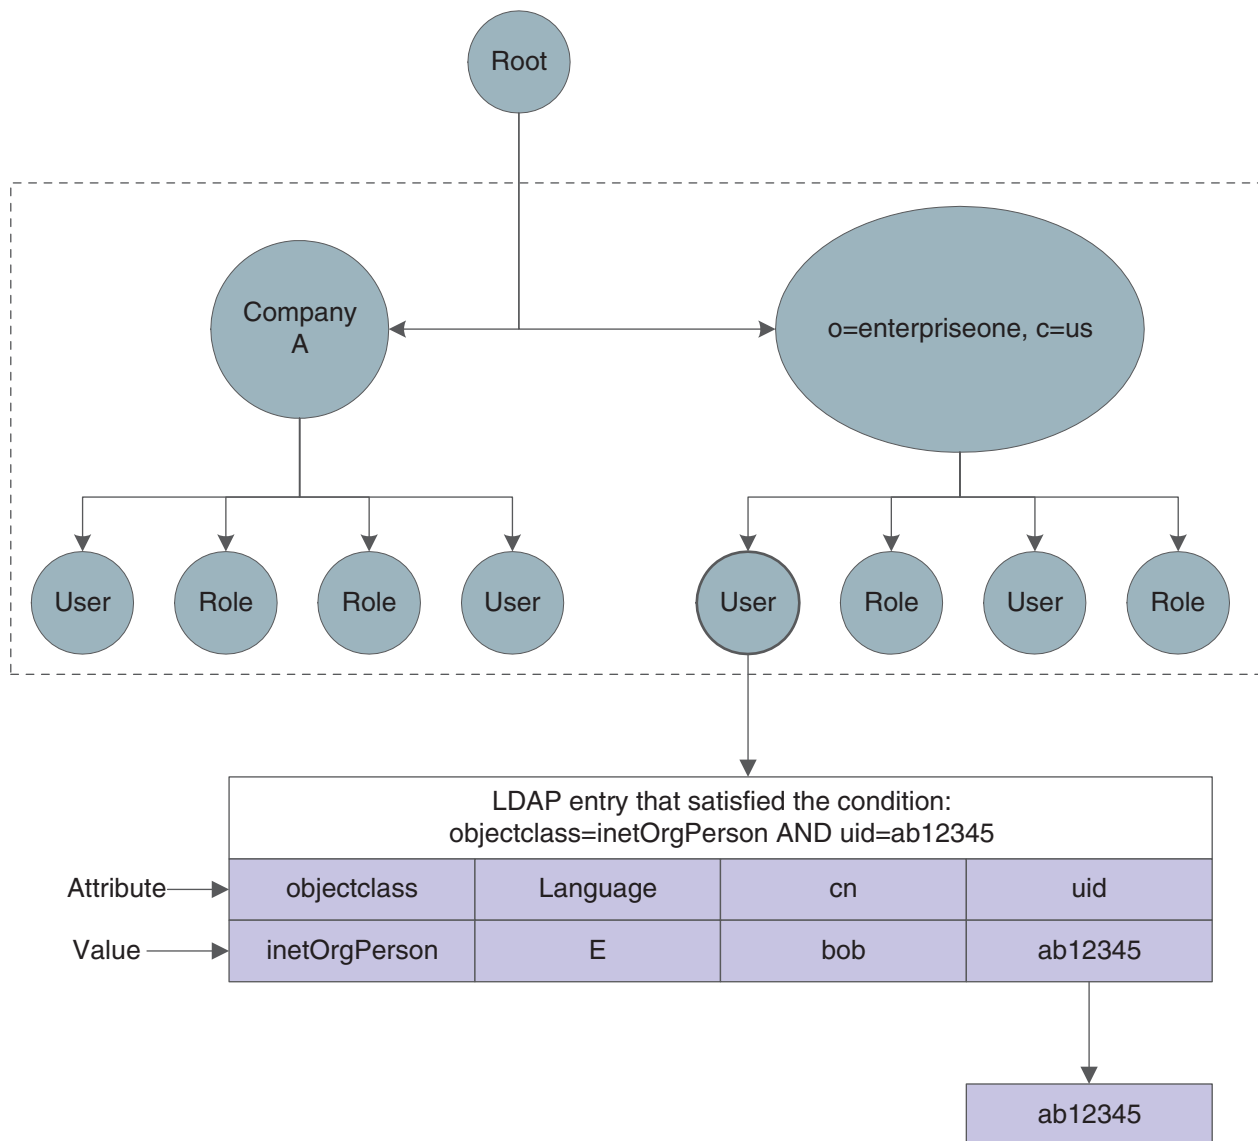 Root
Company
A
o=enterpriseone, c=us
User
Role
Role
User
User
Role
User
Role
LDAP entry that satisfied the condition:
objectclass=inetOrgPerson AND uid=ab12345
Attribute
objectclass
Language
cn
uid
Value
inetOrgPerson
E
bob
ab12345
ab12345